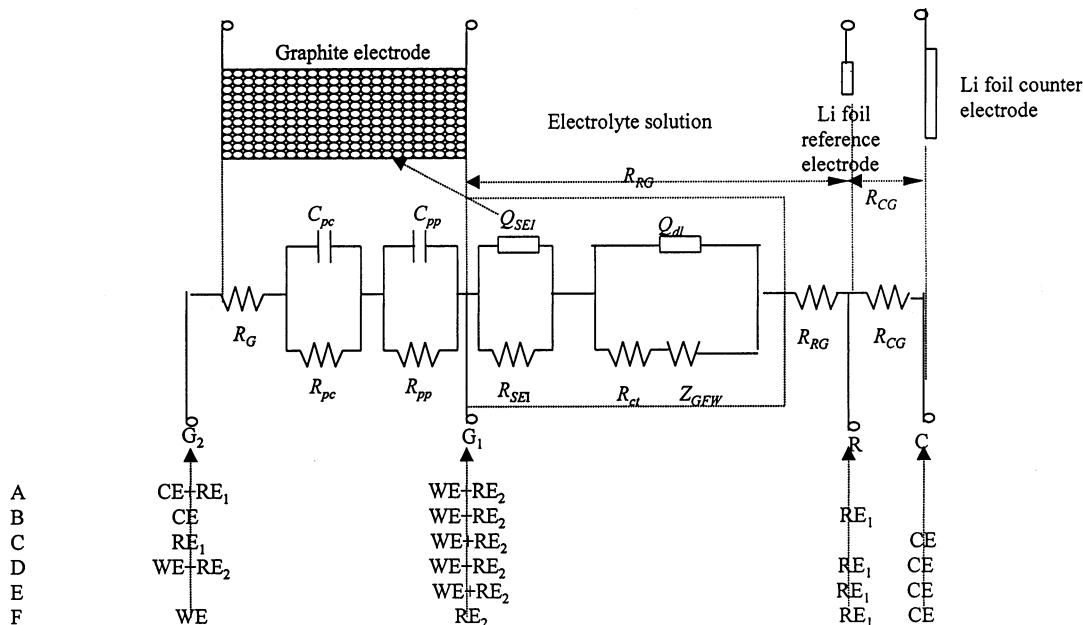 Graphite electrode
Li foil counter
electrode
Electrolyte solution
Li foil
reference
electrode
R_RG
R_CG
C_pc
C_pp
Q_SEI
Q_dl
R_G
R_pc
R_pp
R_SEI
R_ct
Z_GFW
R_RG
R_CG
G_2
G_1
R
C
A CE+RE_1 WE+RE_2
B CE WE+RE_2 RE_1
C RE_1 WE+RE_2 CE
D WE+RE_2 WE+RE_2 RE_1 CE
E WE+RE_2 RE_1 CE
F WE RE_2 RE_1 CE